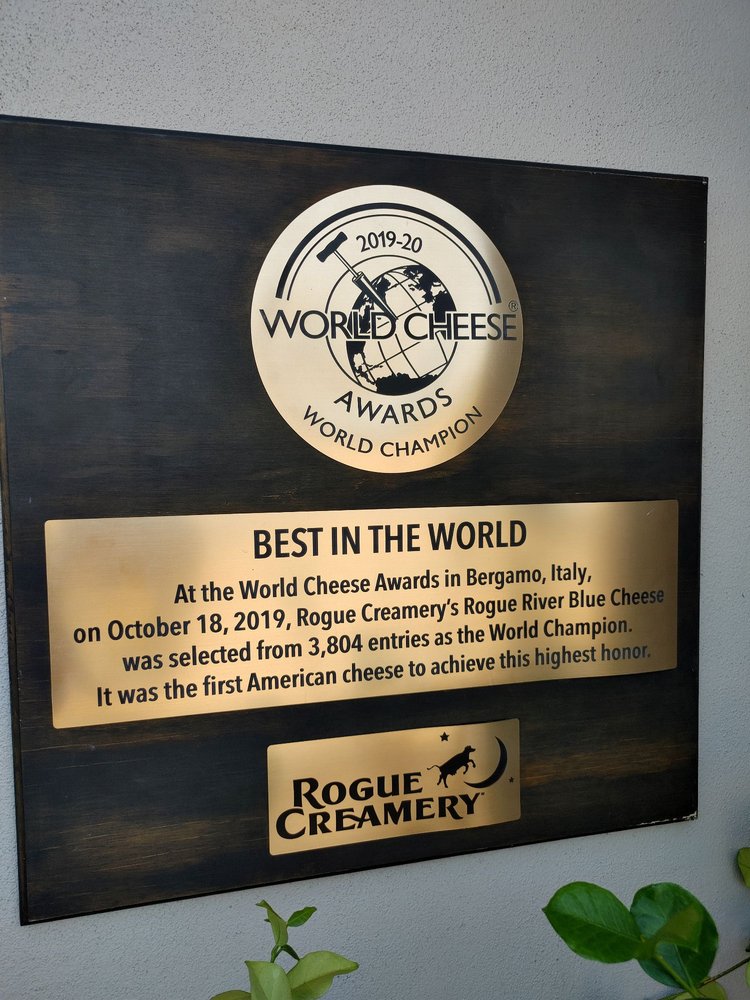 2019-20
WORLD CHEESE®
AWARDS
WORLD CHAMPION
BEST IN THE WORLD
At the World Cheese Awards in Bergamo, Italy,
on October 18, 2019, Rogue Creamery's Rogue River Blue Cheese
was selected from 3,804 entries as the World Champion.
It was the first American cheese to achieve this highest honor.
ROGUE
CREAMERY™